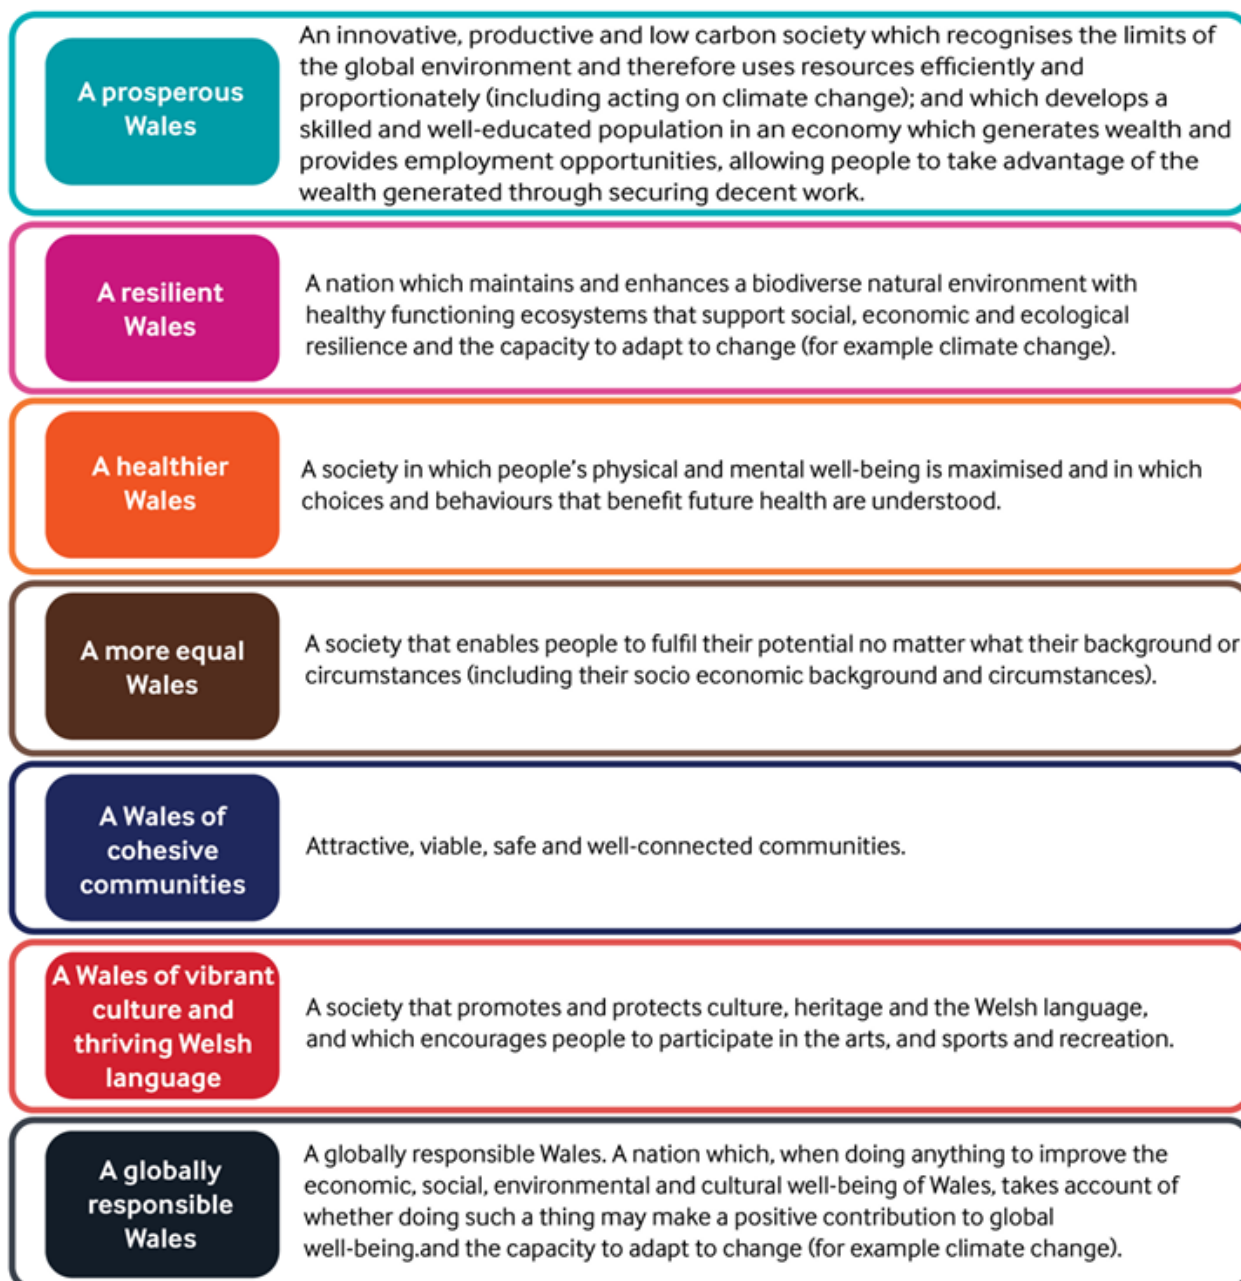 A prosperous
Wales
An innovative, productive and low carbon society which recognises the limits of
the global environment and therefore uses resources efficiently and
proportionately (including acting on climate change); and which develops a
skilled and well-educated population in an economy which generates wealth and
provides employment opportunities, allowing people to take advantage of the
wealth generated through securing decent work.
A resilient
Wales
A nation which maintains and enhances a biodiverse natural environment with
healthy functioning ecosystems that support social, economic and ecological
resilience and the capacity to adapt to change (for example climate change).
A healthier
Wales
A society in which people's physical and mental well-being is maximised and in which
choices and behaviours that benefit future health are understood.
A more equal
Wales
A society that enables people to fulfil their potential no matter what their background or
circumstances (including their socio economic background and circumstances).
A Wales of
cohesive
communities
Attractive, viable, safe and well-connected communities.
A Wales of vibrant
culture and
thriving Welsh
language
A society that promotes and protects culture, heritage and the Welsh language,
and which encourages people to participate in the arts, and sports and recreation.
A globally
responsible
Wales
A globally responsible Wales. A nation which, when doing anything to improve the
economic, social, environmental and cultural well-being of Wales, takes account of
whether doing such a thing may make a positive contribution to global
well-being.and the capacity to adapt to change (for example climate change).